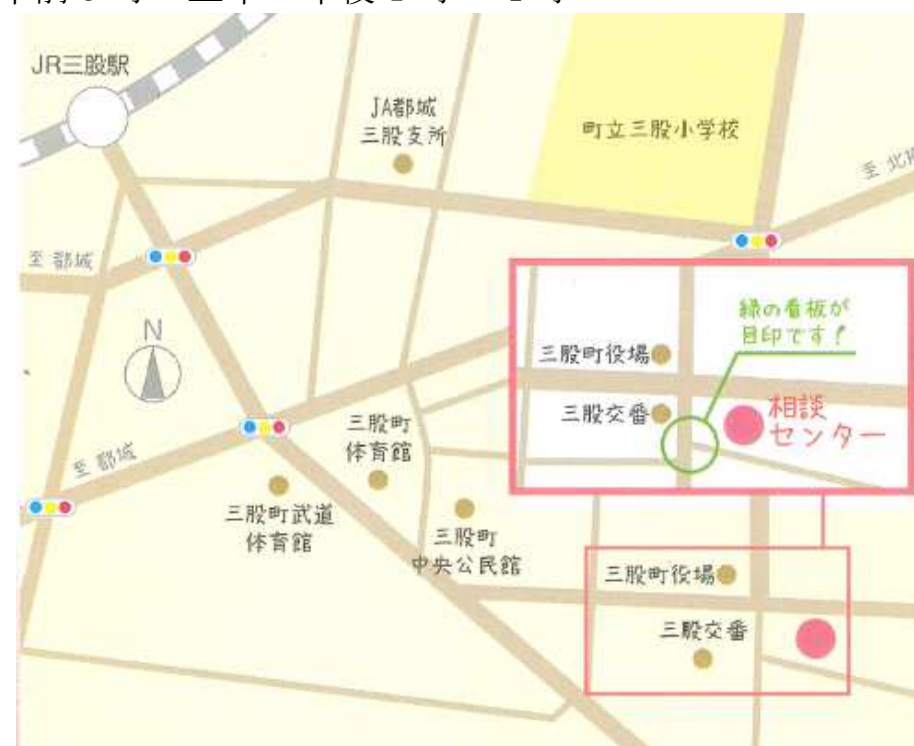 JR三股駅
JA都城
三股支所
町立三股小学校
至 都城
N
緑の看板が
目印です!
三股町役場
三股交番
相談
センター
三股町
体育館
至 都城
三股町武道
体育館
三股町
中央公民館
三股町役場
三股交番